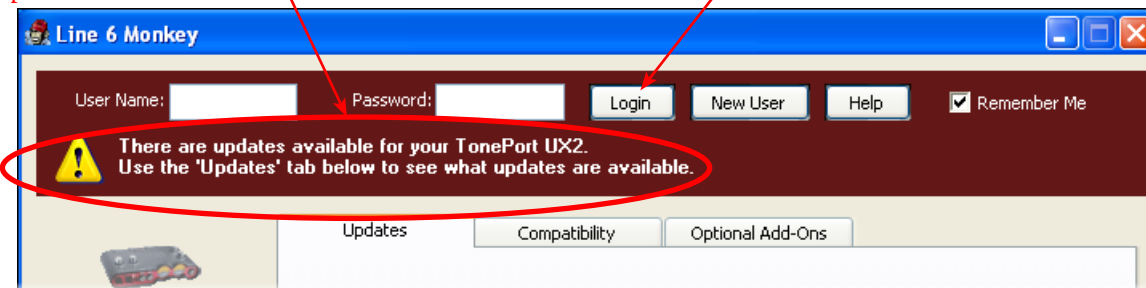 Line 6 Monkey
User Name:
Password:
Login
New User
Help
Remember Me
There are updates available for your TonePort UX2.
Use the 'Updates' tab below to see what updates are available.
Updates
Compatibility
Optional Add-Ons